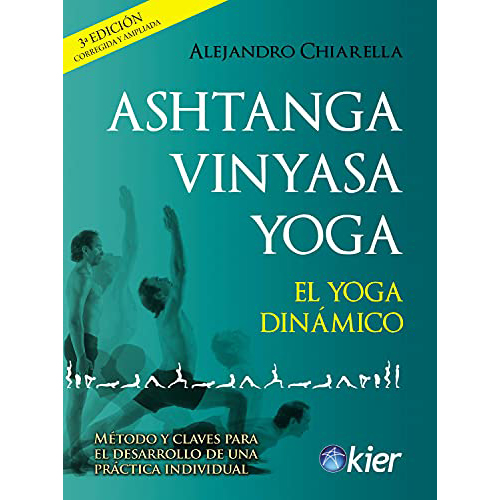 3ª EDICIÓN
CORREGIDA Y AMPLIADA
ALEJANDRO CHIARELLA
ASHTANGA
VINYASA
YOGA
EL YOGA
DINÁMICO
MÉTODO Y CLAVES PARA
EL DESARROLLO DE UNA
PRÁCTICA INDIVIDUAL
kier